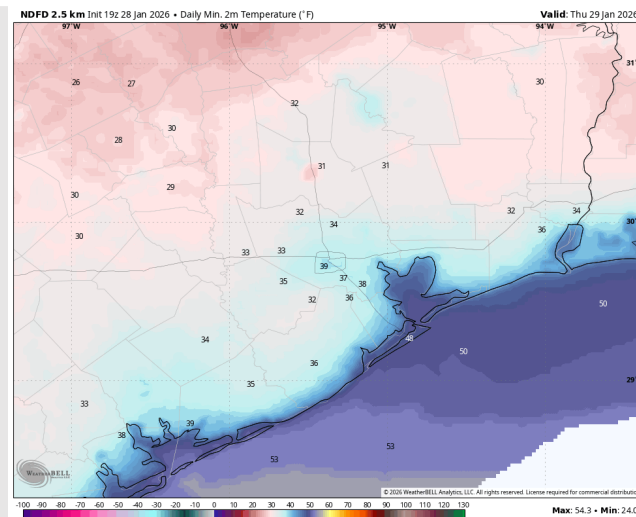 NDFD 2.5 km Init 19z 28 Jan 2026 • Daily Min. 2m Temperature (°F)
Valid: Thu 29 Jan 2026
97°W 96°W 95°W 94°W
31°
26 27 30
32
28 30
31 31
30 29
32 34 32 34
30°
30 33 33 36
39
35 37 38
32 36
50
34 48
50
36
29°
35
33
39
38
53 53
WEATHERBELL
© 2026 WeatherBELL Analytics, LLC. All rights reserved. License required for commercial distributio
-100 -90 -80 -70 -60 -50 -40 -30 -20 -10 0 10 20 30 40 50 60 70 80 90 100 110 120 130
Max: 54.3 • Min: 24.